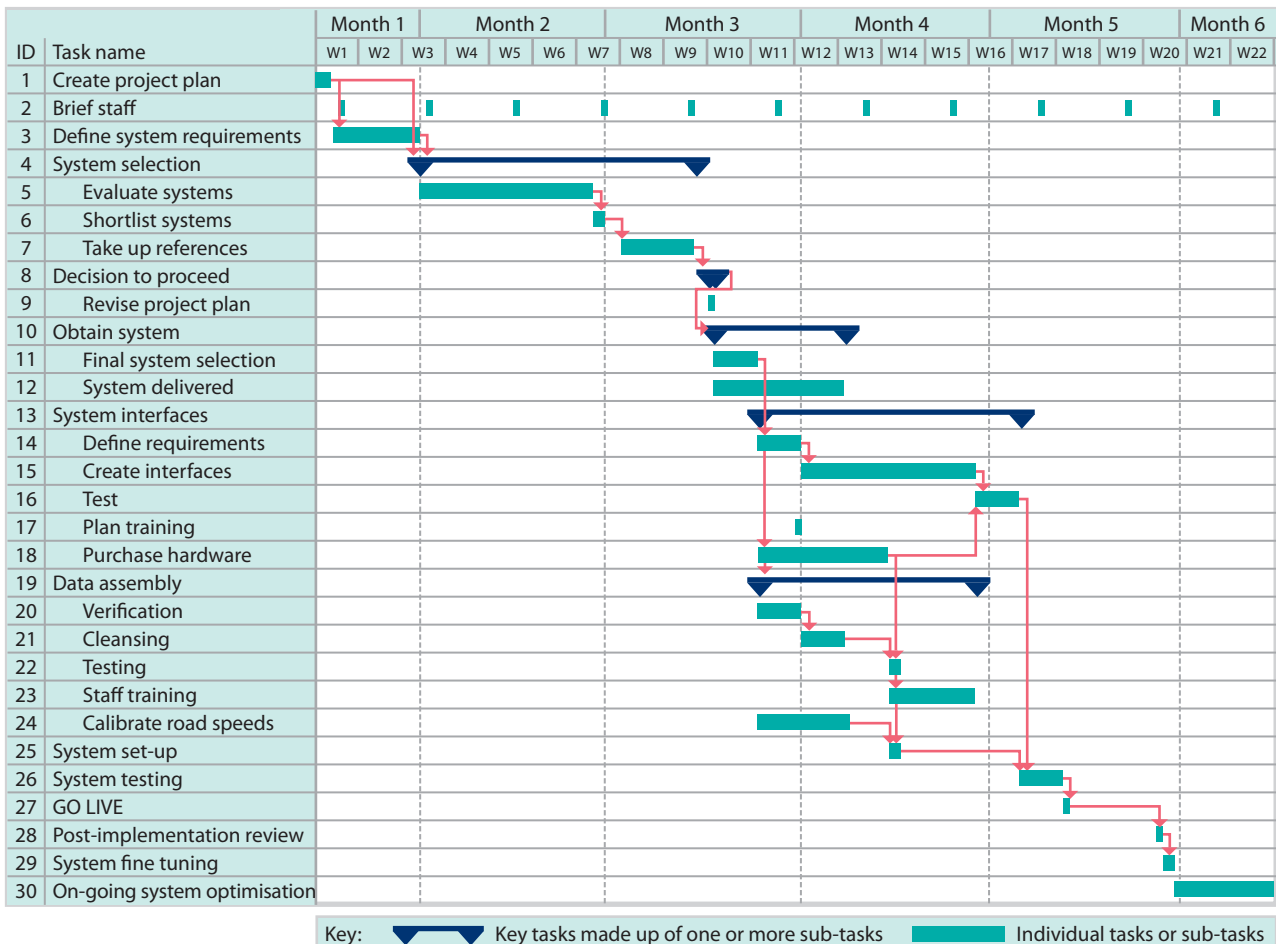 Month 1 Month 2 Month 3 Month 4 Month 5 Month 6
ID Task name W1 W2 W3 W4 W5 W6 W7 W8 W9 W10 W11 W12 W13 W14 W15 W16 W17 W18 W19 W20 W21 W22
1 Create project plan
2 Brief staff
3 Define system requirements
4 System selection
5 Evaluate systems
6 Shortlist systems
7 Take up references
8 Decision to proceed
9 Revise project plan
10 Obtain system
11 Final system selection
12 System delivered
13 System interfaces
14 Define requirements
15 Create interfaces
16 Test
17 Plan training
18 Purchase hardware
19 Data assembly
20 Verification
21 Cleansing
22 Testing
23 Staff training
24 Calibrate road speeds
25 System set-up
26 System testing
27 GO LIVE
28 Post-implementation review
29 System fine tuning
30 On-going system optimisation
Key: Key tasks made up of one or more sub-tasks Individual tasks or sub-tasks